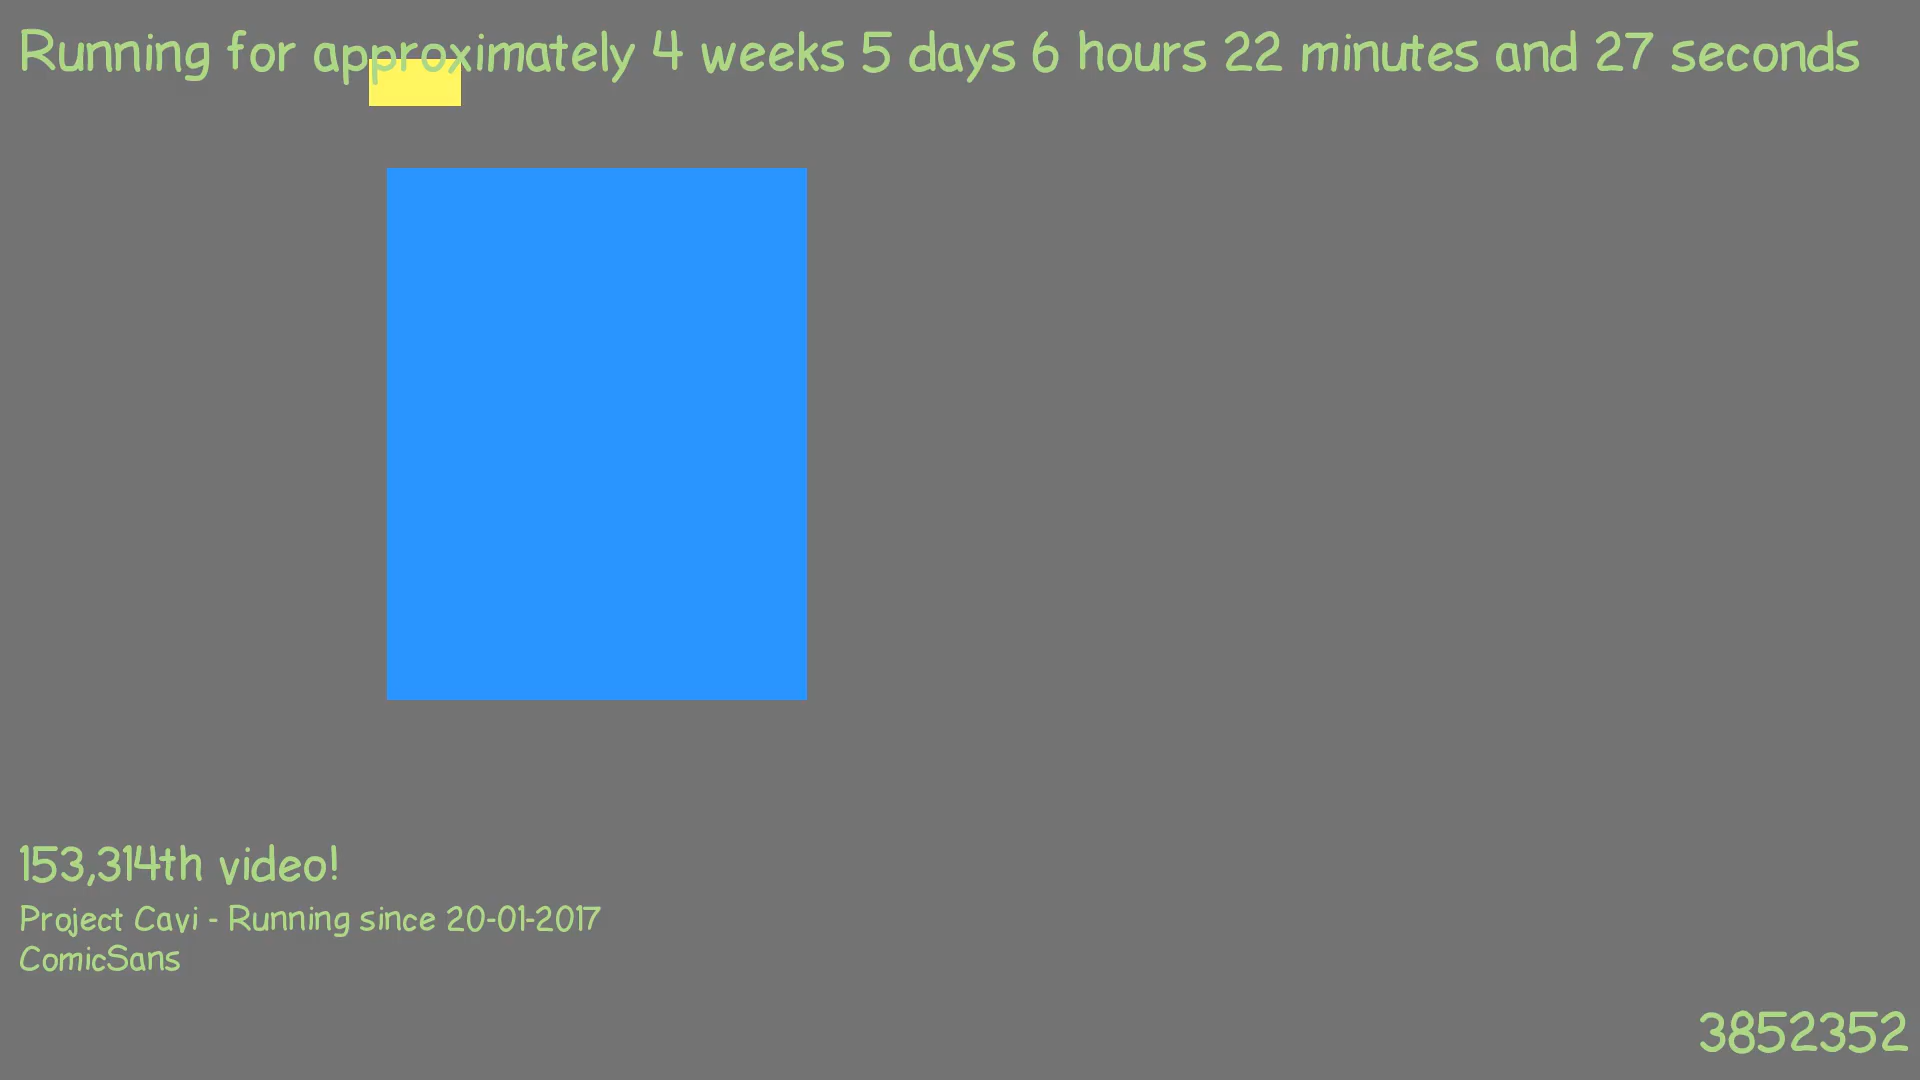 Running for approximately 4 weeks 5 days 6 hours 22 minutes and 27 seconds
153,314th video!
Project Cavi - Running since 20-01-2017
ComicSans
3852352